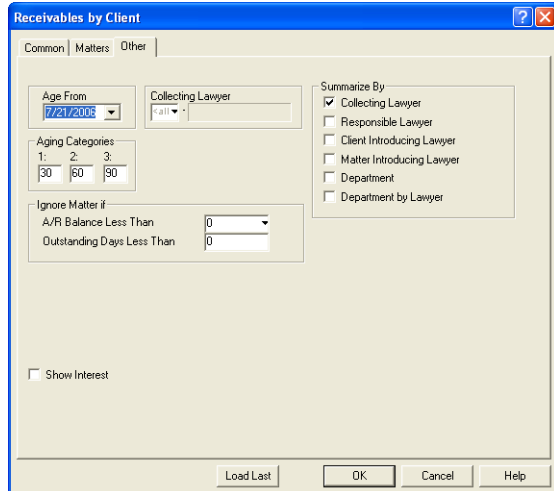 Receivables by Client
Common Matters Other
Age From
7/21/2006
Collecting Lawyer
<all -
Summarize By
Collecting Lawyer
Responsible Lawyer
Client Introducing Lawyer
Matter Introducing Lawyer
Department
Department by Lawyer
Aging Categories
1: 2: 3:
30 60 90
Ignore Matter if
A/R Balance Less Than 0
Outstanding Days Less Than 0
Show Interest
Load Last OK Cancel Help